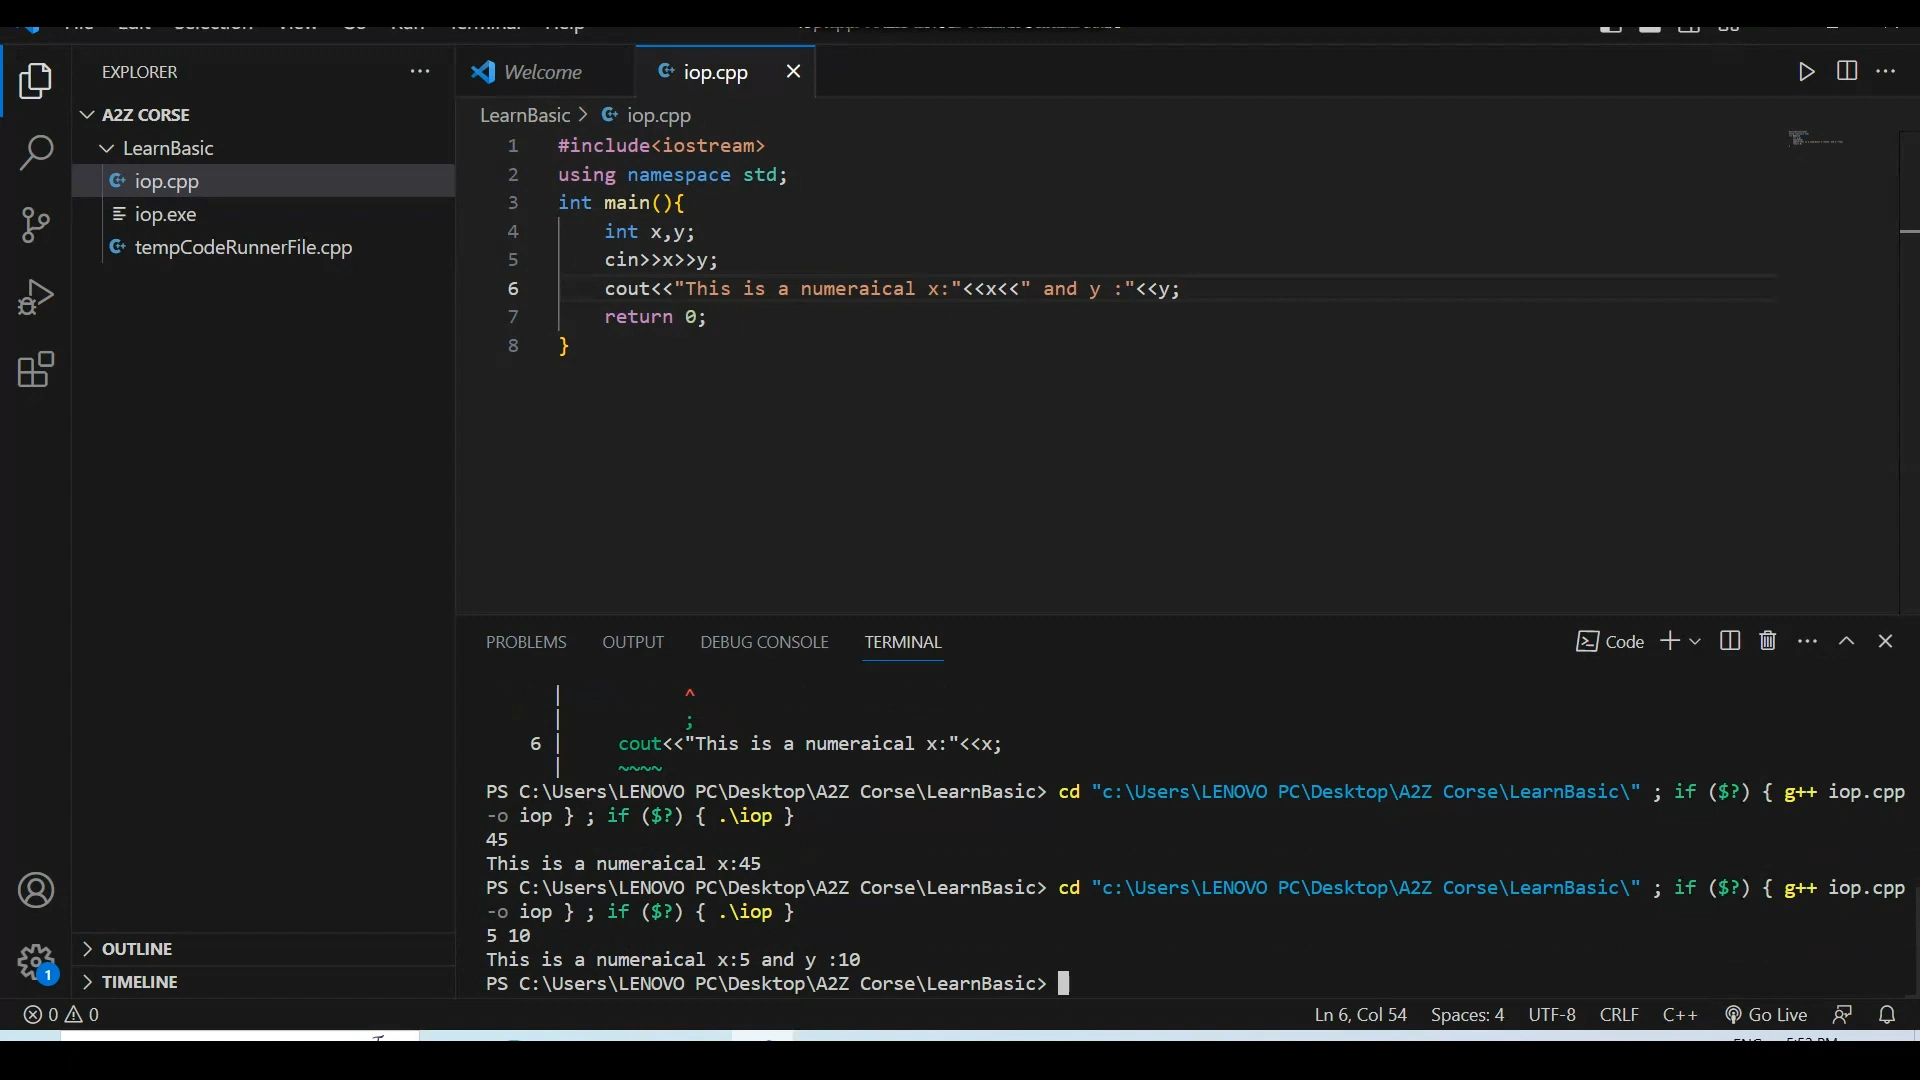 EXPLORER
A2Z CORSE
LearnBasic
iop.cpp
iop.exe
tempCodeRunnerFile.cpp
OUTLINE
TIMELINE
Welcome
iop.cpp
LearnBasic > iop.cpp
1 #include<iostream>
2 using namespace std;
3 int main(){
4 int x,y;
5 cin>>x>>y;
6 cout<<"This is a numeraical x:"<<x<<" and y :"<<y;
7 return 0;
8 }
PROBLEMS OUTPUT DEBUG CONSOLE TERMINAL
Code
| ^
| ;
6 | cout<<"This is a numeraical x:"<<x;
| ~~~~
PS C:\Users\LENOVO PC\Desktop\A2Z Corse\LearnBasic> cd "c:\Users\LENOVO PC\Desktop\A2Z Corse\LearnBasic\" ; if ($?) { g++ iop.cpp
-o iop } ; if ($?) { .\iop }
45
This is a numeraical x:45
PS C:\Users\LENOVO PC\Desktop\A2Z Corse\LearnBasic> cd "c:\Users\LENOVO PC\Desktop\A2Z Corse\LearnBasic\" ; if ($?) { g++ iop.cpp
-o iop } ; if ($?) { .\iop }
5 10
This is a numeraical x:5 and y :10
PS C:\Users\LENOVO PC\Desktop\A2Z Corse\LearnBasic>
1
0 0
Ln 6, Col 54 Spaces: 4 UTF-8 CRLF C++ Go Live